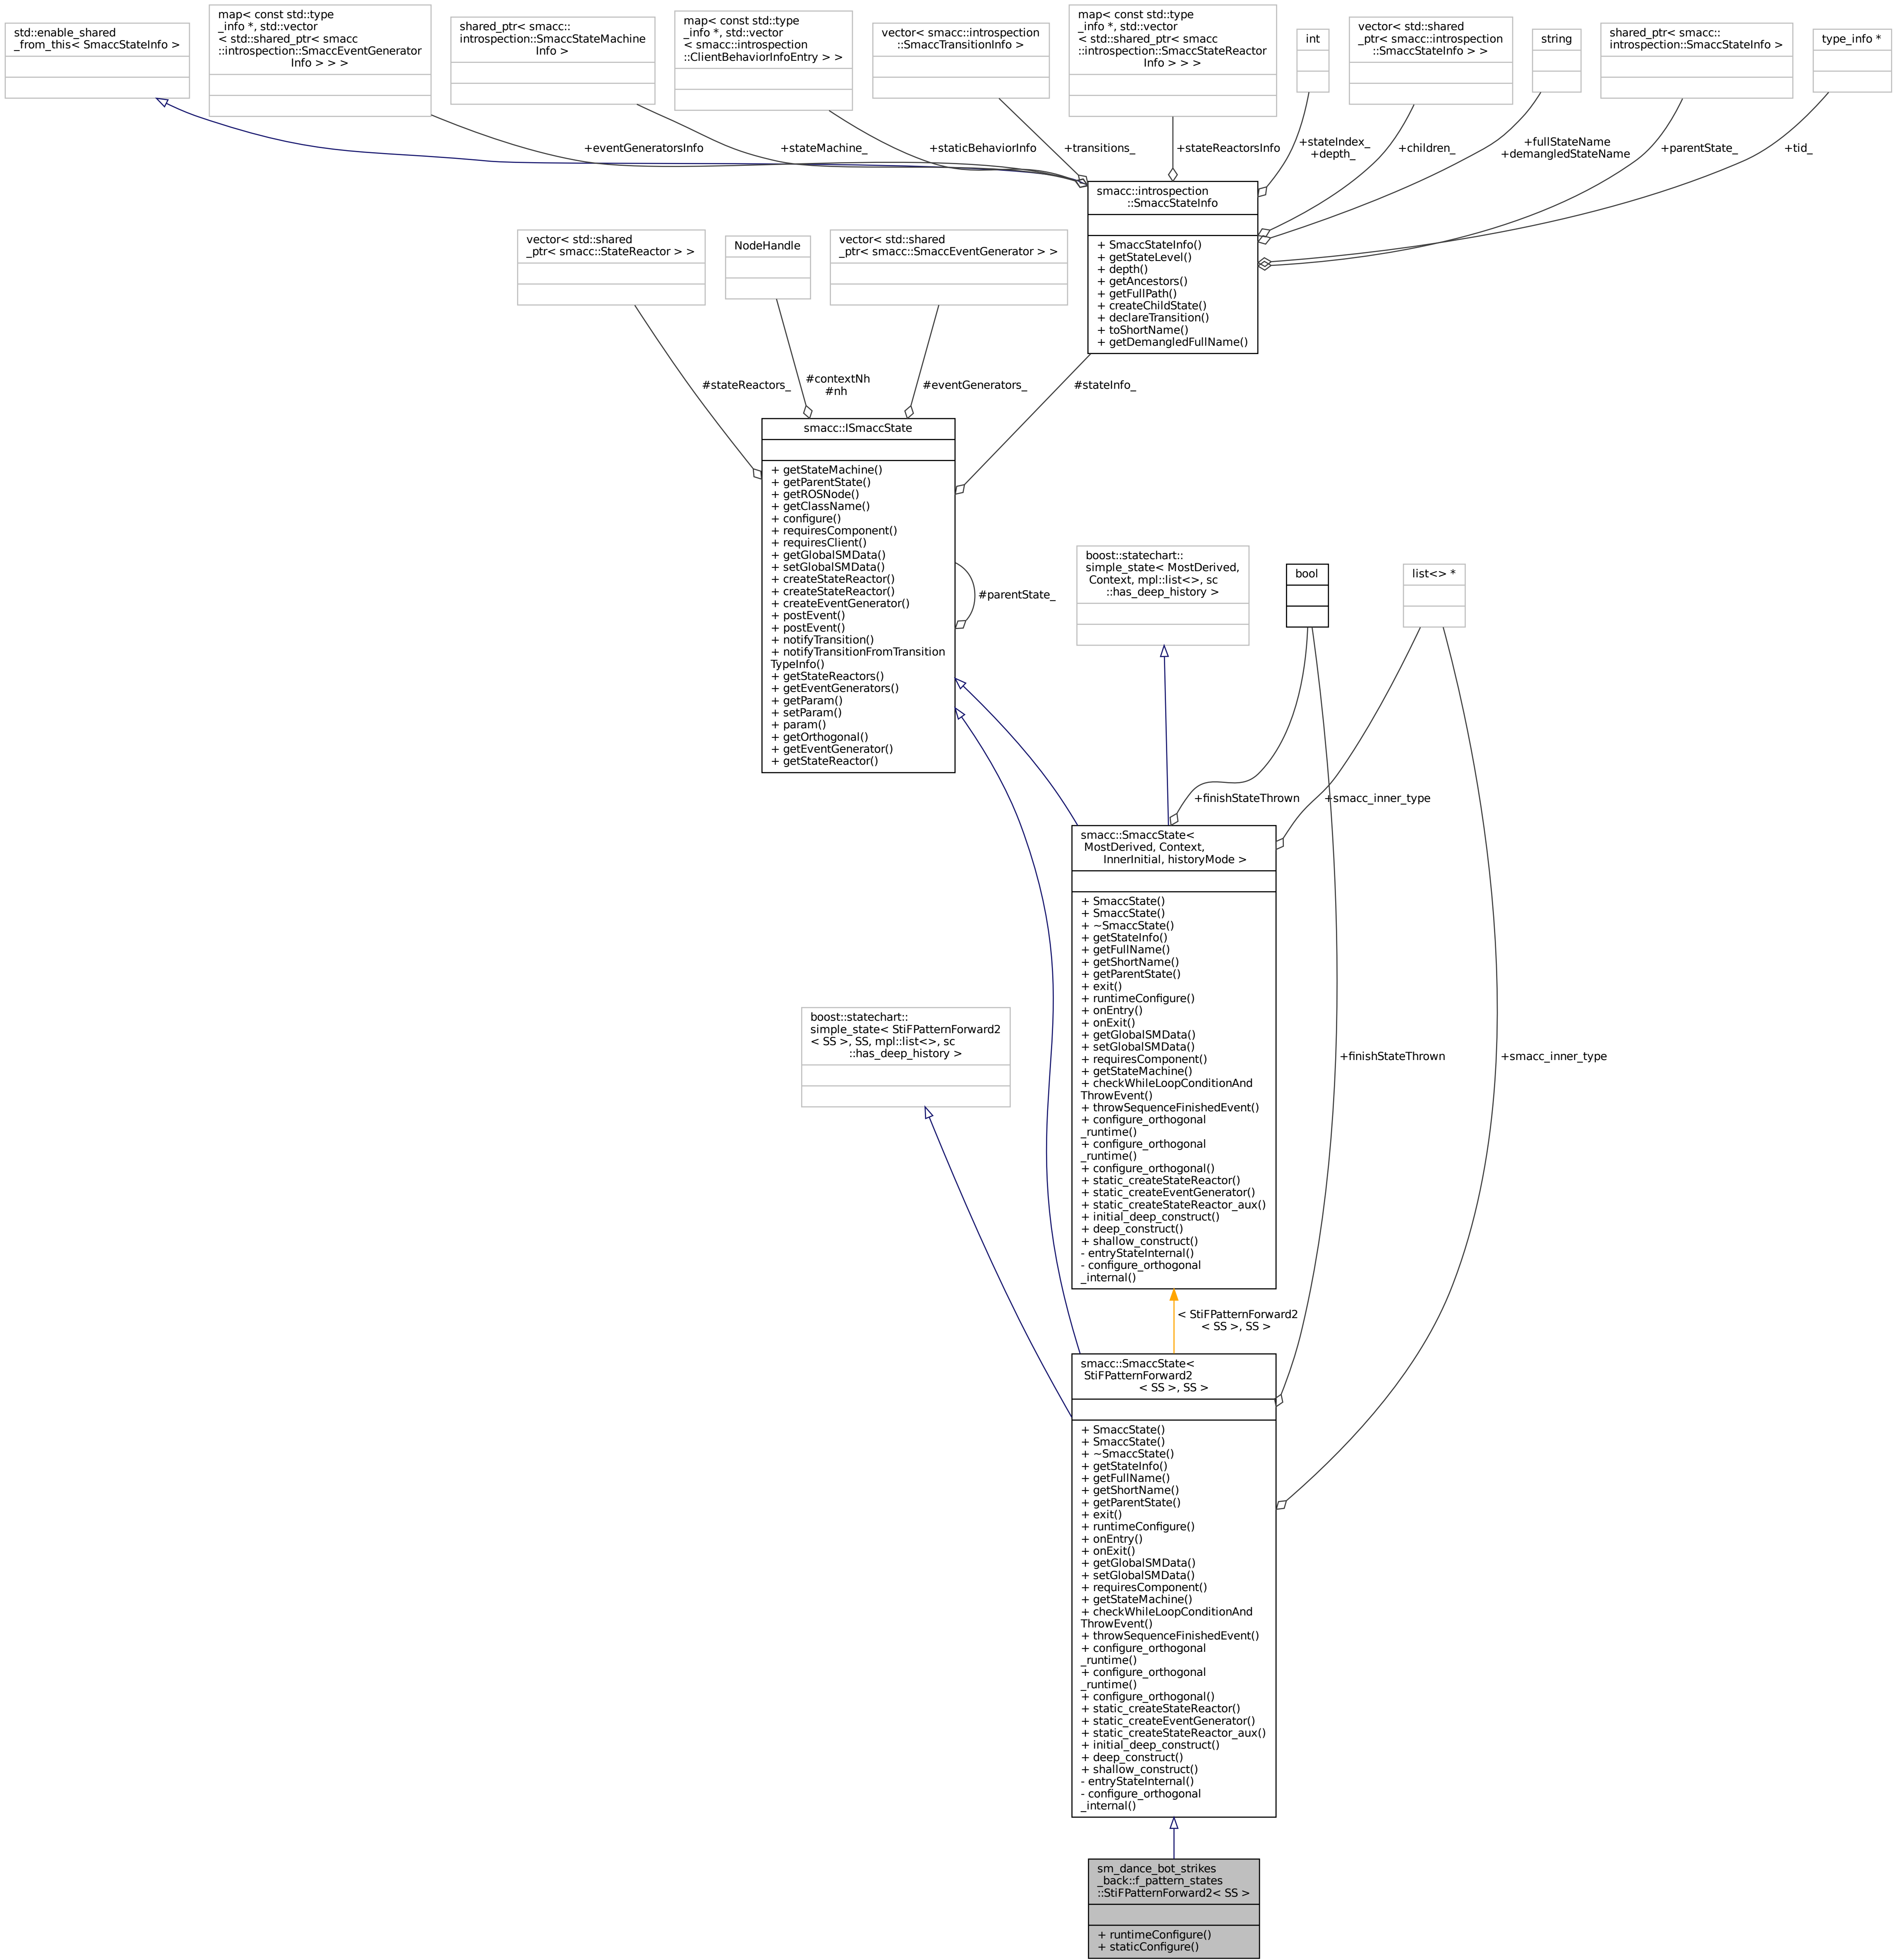 std::enable_shared
_from_this< SmaccStateInfo >
map< const std::type
_info *, std::vector
< std::shared_ptr< smacc
::introspection::SmaccEventGenerator
Info > > >
shared_ptr< smacc::
introspection::SmaccStateMachine
Info >
map< const std::type
_info *, std::vector
< smacc::introspection
::ClientBehaviorInfoEntry > >
vector< smacc::introspection
::SmaccTransitionInfo >
map< const std::type
_info *, std::vector
< std::shared_ptr< smacc
::introspection::SmaccStateReactor
Info > > >
int
vector< std::shared
_ptr< smacc::introspection
::SmaccStateInfo > >
string
shared_ptr< smacc::
introspection::SmaccStateInfo >
type_info *
+eventGeneratorsInfo
+stateMachine_
+staticBehaviorInfo
+transitions_
+stateReactorsInfo
+stateIndex_
+depth_
+children_
+fullStateName
+demangledStateName
+parentState_
+tid_
smacc::introspection
::SmaccStateInfo
+ SmaccStateInfo()
+ getStateLevel()
+ depth()
+ getAncestors()
+ getFullPath()
+ createChildState()
+ declareTransition()
+ toShortName()
+ getDemangledFullName()
vector< std::shared
_ptr< smacc::StateReactor > >
NodeHandle
vector< std::shared
_ptr< smacc::SmaccEventGenerator > >
#stateReactors_
#contextNh
#nh
#eventGenerators_
#stateInfo_
smacc::ISmaccState
+ getStateMachine()
+ getParentState()
+ getROSNode()
+ getClassName()
+ configure()
+ requiresComponent()
+ requiresClient()
+ getGlobalSMData()
+ setGlobalSMData()
+ createStateReactor()
+ createStateReactor()
+ createEventGenerator()
+ postEvent()
+ postEvent()
+ notifyTransition()
+ notifyTransitionFromTransition
TypeInfo()
+ getStateReactors()
+ getEventGenerators()
+ getParam()
+ setParam()
+ param()
+ getOrthogonal()
+ getEventGenerator()
+ getStateReactor()
#parentState_
boost::statechart::
simple_state< MostDerived,
Context, mpl::list<>, sc
::has_deep_history >
bool
list<> *
+finishStateThrown
+smacc_inner_type
smacc::SmaccState<
MostDerived, Context,
InnerInitial, historyMode >
+ SmaccState()
+ SmaccState()
+ ~SmaccState()
+ getStateInfo()
+ getFullName()
+ getShortName()
+ getParentState()
+ exit()
+ runtimeConfigure()
+ onEntry()
+ onExit()
+ getGlobalSMData()
+ setGlobalSMData()
+ requiresComponent()
+ getStateMachine()
+ checkWhileLoopConditionAnd
ThrowEvent()
+ throwSequenceFinishedEvent()
+ configure_orthogonal
_runtime()
+ configure_orthogonal
_runtime()
+ configure_orthogonal()
+ static_createStateReactor()
+ static_createEventGenerator()
+ static_createStateReactor_aux()
+ initial_deep_construct()
+ deep_construct()
+ shallow_construct()
- entryStateInternal()
- configure_orthogonal
_internal()
boost::statechart::
simple_state< StiFPatternForward2
< SS >, SS, mpl::list<>, sc
::has_deep_history >
+finishStateThrown
+smacc_inner_type
< StiFPatternForward2
< SS >, SS >
smacc::SmaccState<
StiFPatternForward2
< SS >, SS >
+ SmaccState()
+ SmaccState()
+ ~SmaccState()
+ getStateInfo()
+ getFullName()
+ getShortName()
+ getParentState()
+ exit()
+ runtimeConfigure()
+ onEntry()
+ onExit()
+ getGlobalSMData()
+ setGlobalSMData()
+ requiresComponent()
+ getStateMachine()
+ checkWhileLoopConditionAnd
ThrowEvent()
+ throwSequenceFinishedEvent()
+ configure_orthogonal
_runtime()
+ configure_orthogonal
_runtime()
+ configure_orthogonal()
+ static_createStateReactor()
+ static_createEventGenerator()
+ static_createStateReactor_aux()
+ initial_deep_construct()
+ deep_construct()
+ shallow_construct()
- entryStateInternal()
- configure_orthogonal
_internal()
sm_dance_bot_strikes
_back::f_pattern_states
::StiFPatternForward2< SS >
+ runtimeConfigure()
+ staticConfigure()